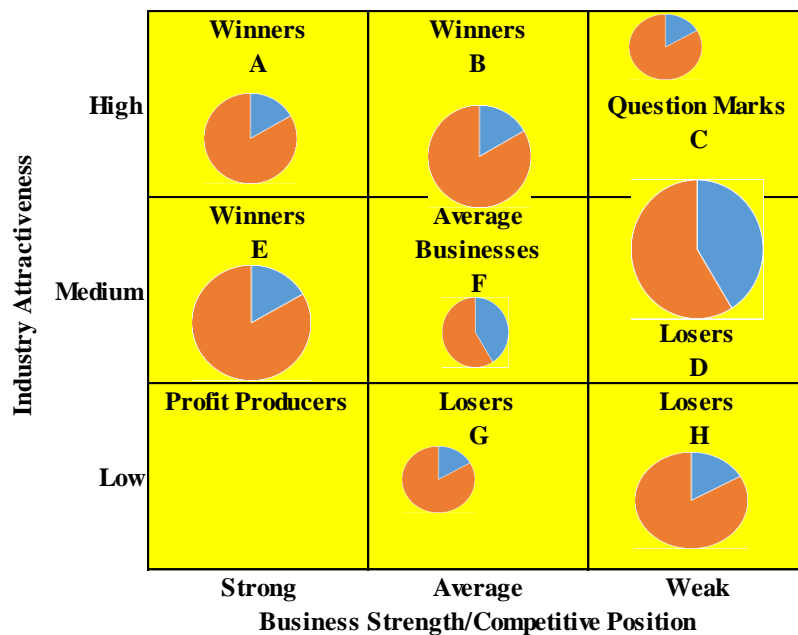 Winners
A
Winners
B
Question Marks
C
High
Winners
E
Average
Businesses
F
Losers
D
Medium
Profit Producers
Losers
G
Losers
H
Low
Industry Attractiveness
Strong
Average
Weak
Business Strength/Competitive Position